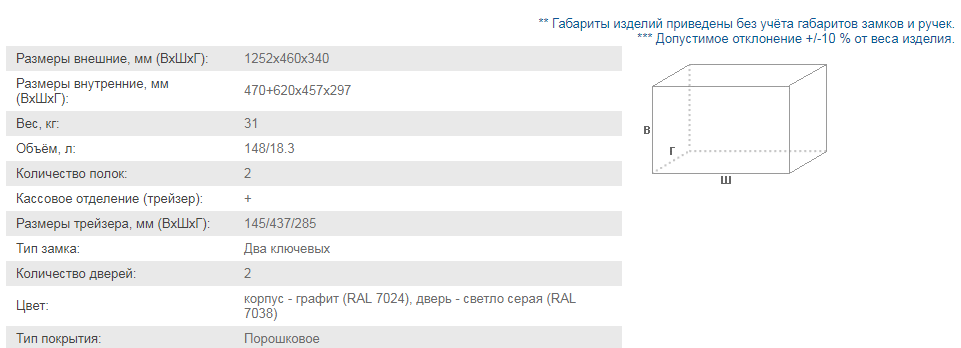 ** Габариты изделий приведены без учёта габаритов замков и ручек.
*** Допустимое отклонение +/-10 % от веса изделия.
Размеры внешние, мм (ВхШхГ): 1252x460x340
Размеры внутренние, мм
(ВхШхГ): 470+620x457x297
Вес, кг: 31
Объём, л: 148/18.3
Количество полок: 2
Кассовое отделение (трейзер): +
Размеры трейзера, мм (ВхШхГ): 145/437/285
Тип замка: Два ключевых
Количество дверей: 2
Цвет: корпус - графит (RAL 7024), дверь - светло серая (RAL
7038)
Тип покрытия: Порошковое
В
Г
Ш